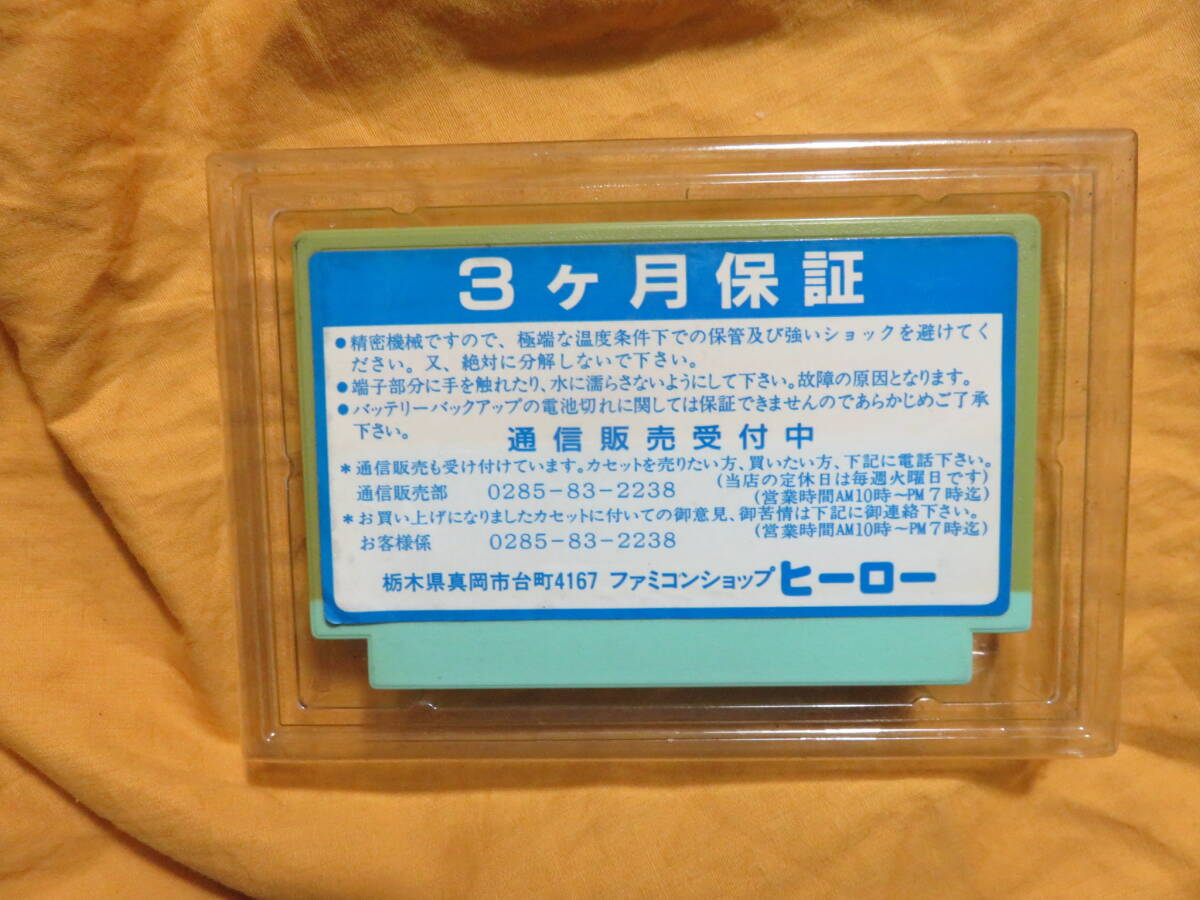 3ヶ月保証
●精密機械ですので、極端な温度条件下での保管及び強いショックを避けてく
ださい。又、絶対に分解しないで下さい。
●端子部分に手を触れたり、水に濡らさないようにして下さい。故障の原因となります。
●バッテリーバックアップの電池切れに関しては保証できませんのであらかじめご了承
下さい。
通信販売受付中
*通信販売も受け付けています。カセットを売りたい方、買いたい方、下記に電話下さい。
(当店の定休日は毎週火曜日です)
通信販売部 0285-83-2238 (営業時間AM10時〜PM7時迄)
*お買い上げになりましたカセットに付いての御意見、御苦情は下記に御連絡下さい。
お客様係 0285-83-2238 (営業時間AM10時〜PM7時迄)
栃木県真岡市台町4167 ファミコンショップ ヒーロー